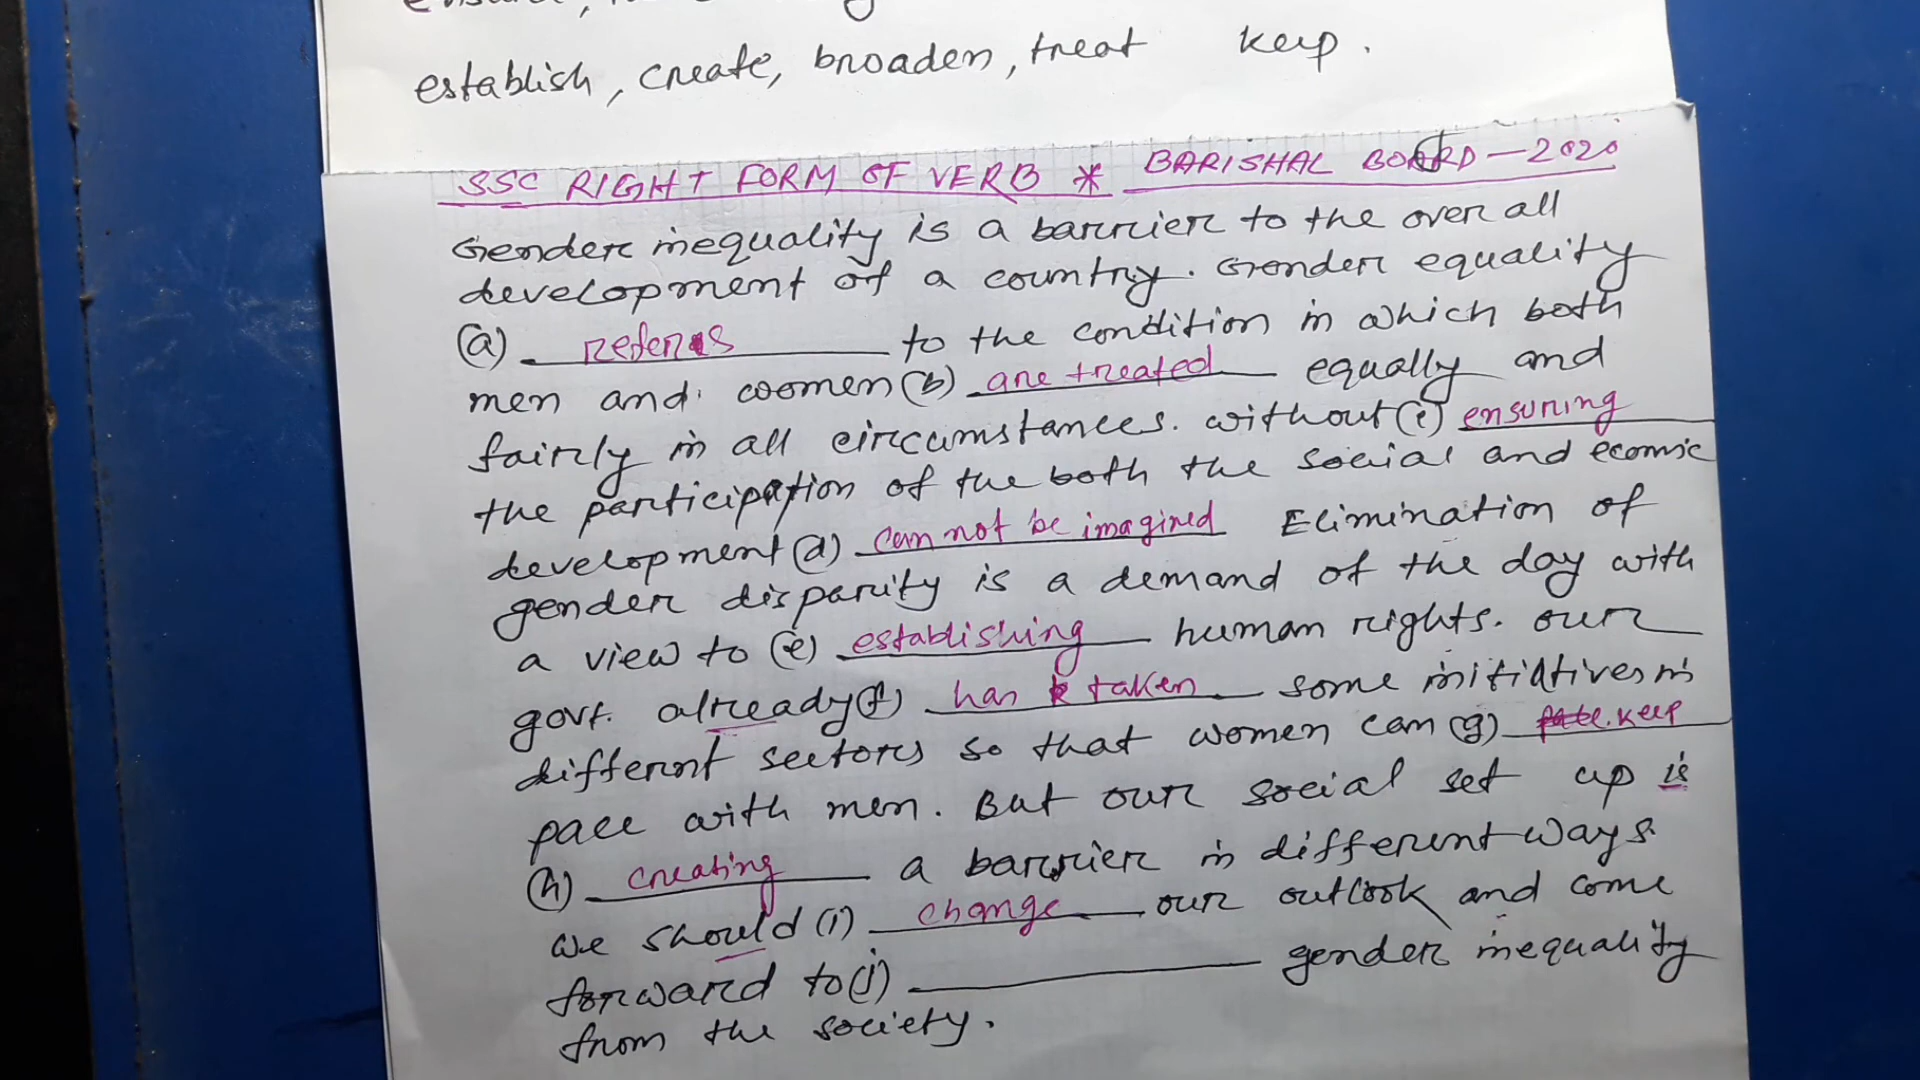 establish, create, broaden, treat keep.
SSC RIGHT FORM OF VERB * BARISHAL BOARD-2020
Gender inequality is a barrier to the over all
development of a country. Gender equality
(a) referes to the condition in which both
men and women (b) are treated equally and
fairly in all circumstances. without (c) ensuring
the participation of the both the social and ecomic
development (d) can not be imagined Elimination of
gender disparity is a demand of the day with
a view to (e) establishing human rights. our
govt. already (f) has taken some initiatives in
different sectors so that women can (g) keep
pace with men. But our social set up is
(h) creating a barrier in different ways.
we should (i) change our outlook and come
forward to (j) gender inequality
from the society.